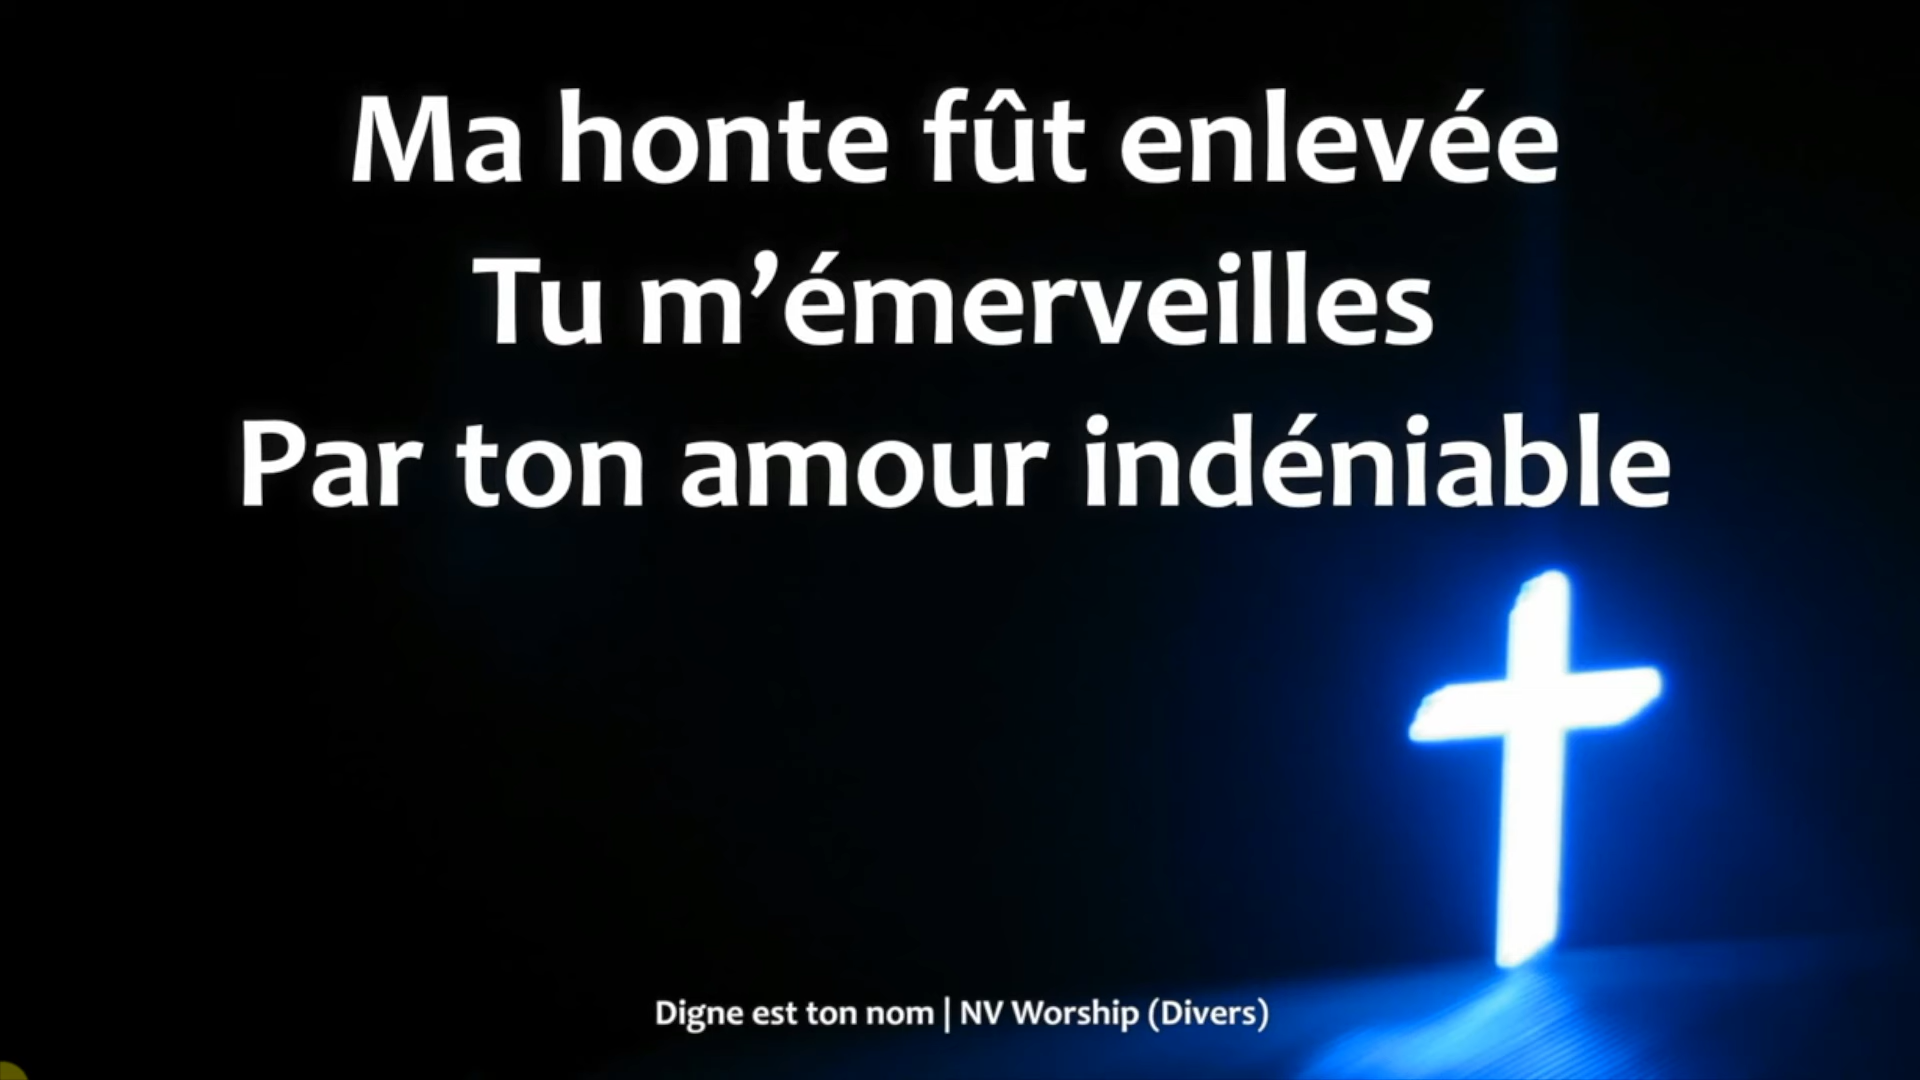 Ma honte fût enlevée
Tu m’émerveilles
Par ton amour indéniable
Digne est ton nom | NV Worship (Divers)